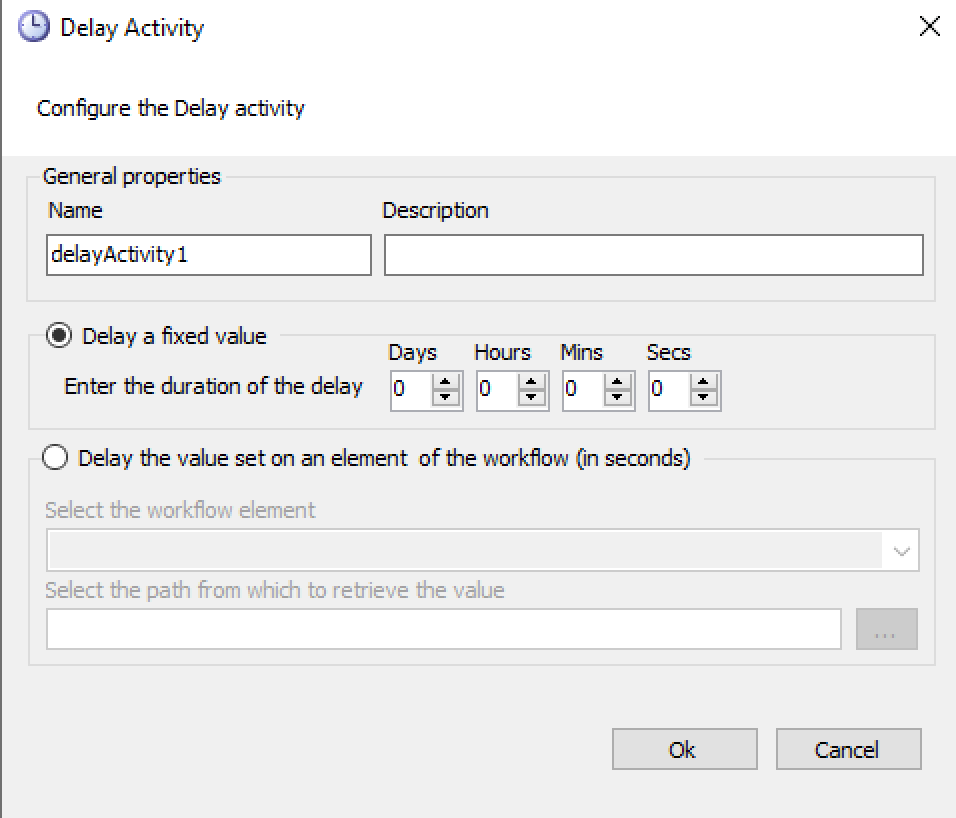 Delay Activity
Configure the Delay activity
General properties
Name Description
delayActivity1
Delay a fixed value
Days Hours Mins Secs
Enter the duration of the delay 0 0 0 0
Delay the value set on an element  of the workflow (in seconds)
Select the workflow element
Select the path from which to retrieve the value
...
Ok Cancel